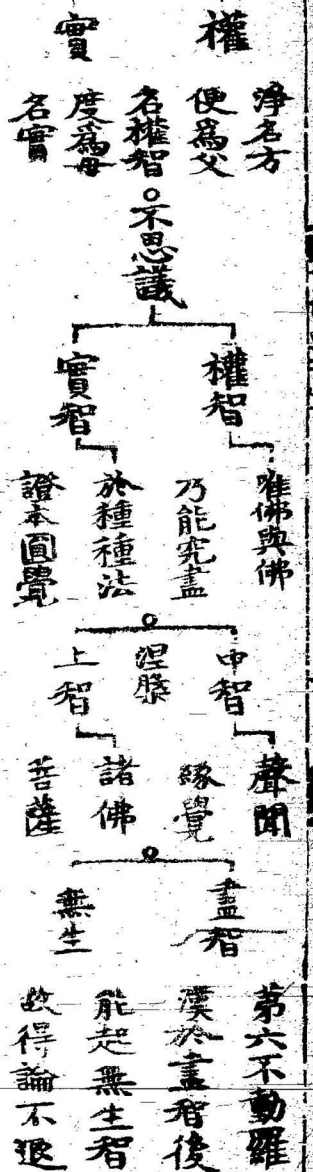 權
實
淨名方
便爲父
名權智
度爲母
名實
不思議
權智
實智
唯佛與佛
乃能究盡
於種種法
證本圓覺
中智
涅槃
上智
聲聞
緣覺
諸佛
菩薩
盡智
無生
第六不動羅
漢於盡智後
能起無生智
故得論不退